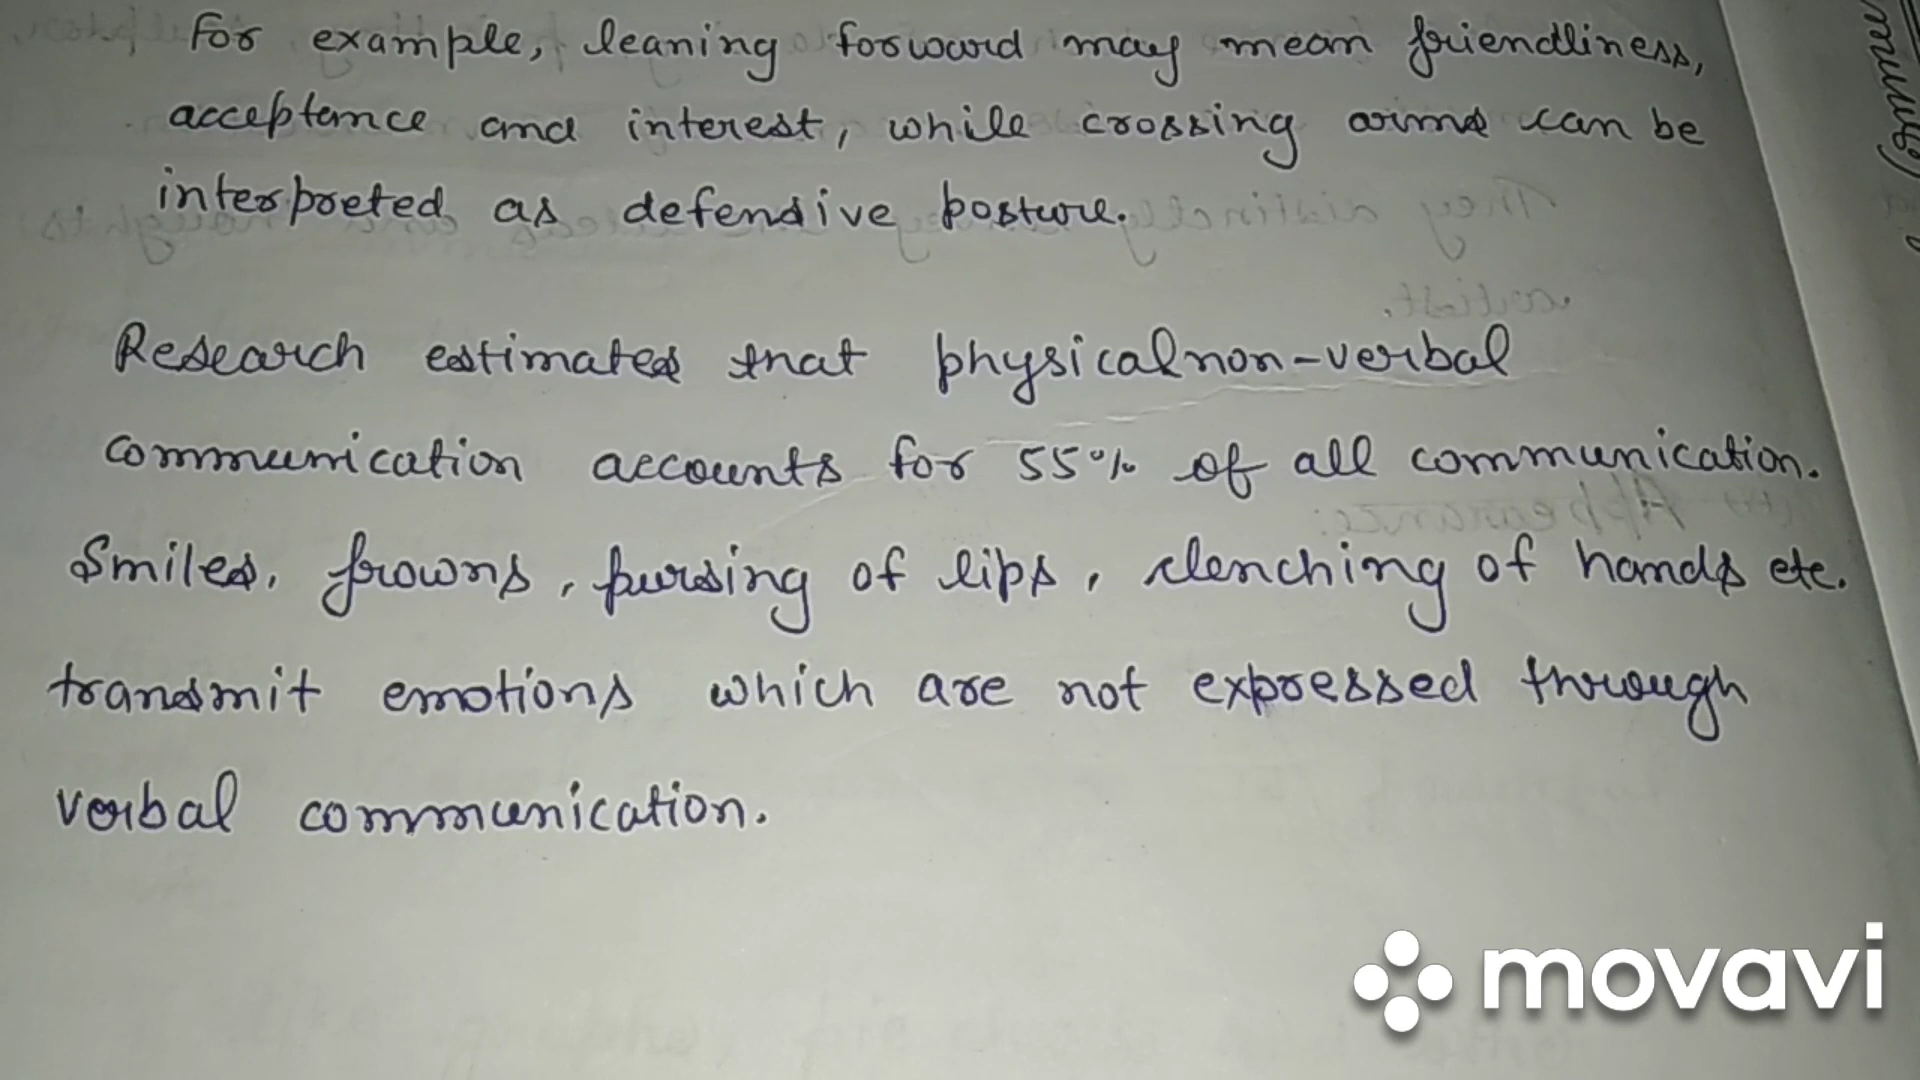 For example, leaning forward may mean friendliness,
acceptance and interest, while crossing arms can be
interpreted as defensive posture.
Research estimates that physical non-verbal
communication accounts for 55% of all communication.
Smiles, frowns, pursing of lips, clenching of hands etc.
transmit emotions which are not expressed through
verbal communication.
movavi